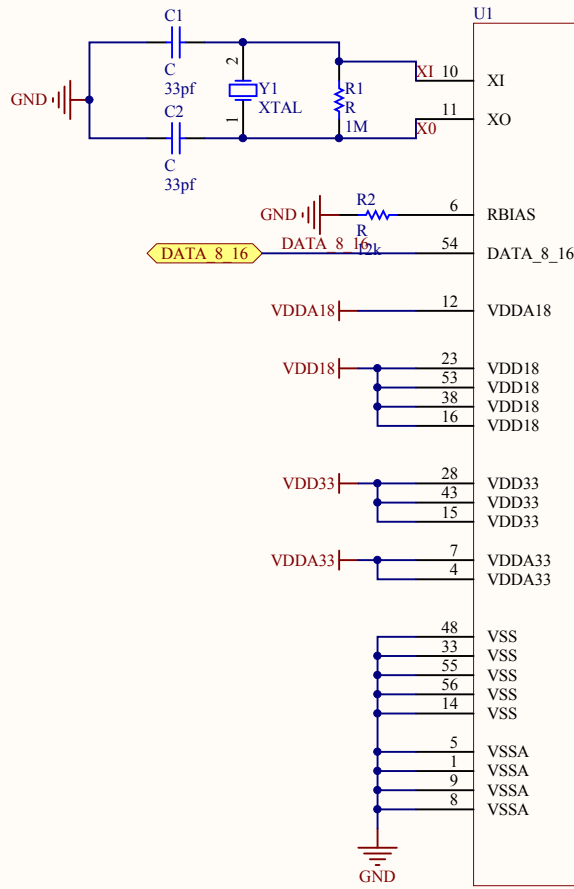 U1
C1
C
33pf
2
Y1
XTAL
1
R1
R
1M
GND
C2
C
33pf
XI 10 XI
11 XO
X0
R2
GND 6 RBIAS
R
12k
DATA_8_16 DATA_8_16 54 DATA_8_16
VDDA18 12 VDDA18
VDD18 23 VDD18
53 VDD18
38 VDD18
16 VDD18
VDD33 28 VDD33
43 VDD33
15 VDD33
VDDA33 7 VDDA33
4 VDDA33
48 VSS
33 VSS
55 VSS
56 VSS
14 VSS
5 VSSA
1 VSSA
9 VSSA
8 VSSA
GND